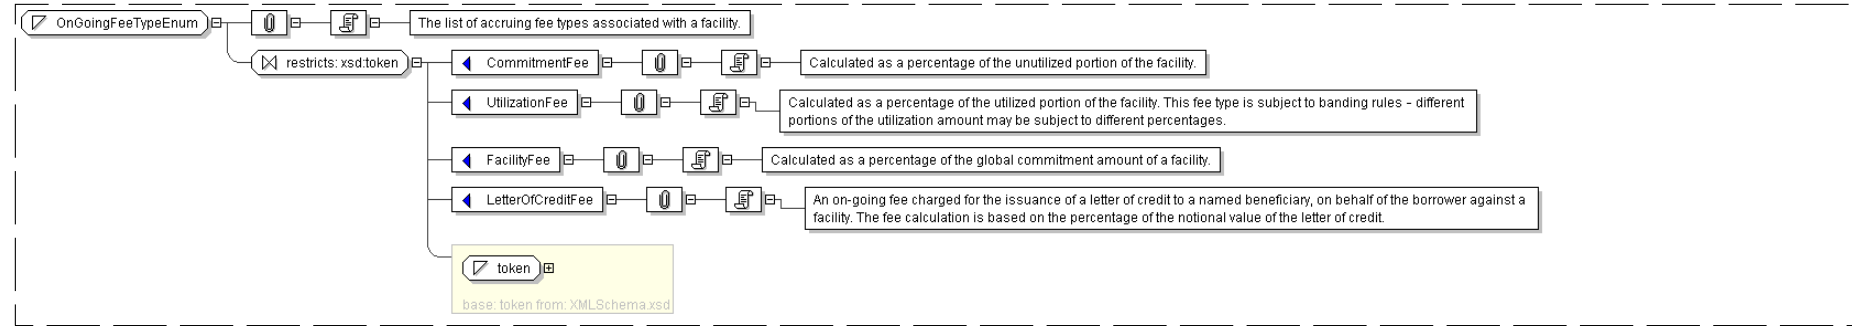 OnGoingFeeTypeEnum
The list of accruing fee types associated with a facility.
restricts: xsd:token
CommitmentFee
Calculated as a percentage of the unutilized portion of the facility.
UtilizationFee
Calculated as a percentage of the utilized portion of the facility. This fee type is subject to banding rules - different
portions of the utilization amount may be subject to different percentages.
FacilityFee
Calculated as a percentage of the global commitment amount of a facility.
LetterOfCreditFee
An on-going fee charged for the issuance of a letter of credit to a named beneficiary, on behalf of the borrower against a
facility. The fee calculation is based on the percentage of the notional value of the letter of credit.
token
base: token from: XMLSchema.xsd